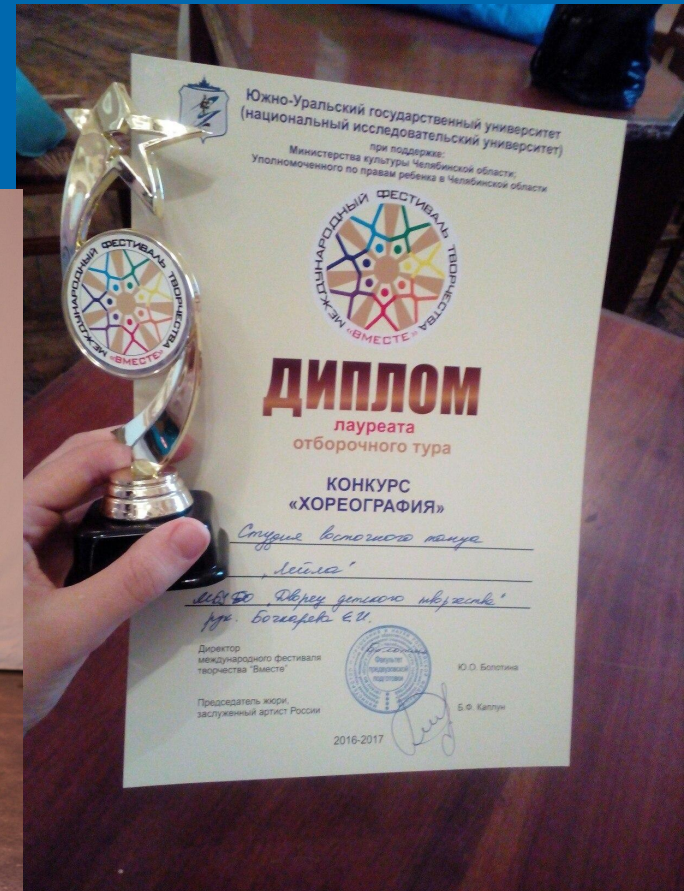 Южно-Уральский государственный университет
(национальный исследовательский университет)
при поддержке:
Министерства культуры Челябинской области;
Уполномоченного по правам ребенка в Челябинской области
МЕЖДУНАРОДНЫЙ ФЕСТИВАЛЬ ТВОРЧЕСТВА
«ВМЕСТЕ»
МЕЖДУНАРОДНЫЙ ФЕСТИВАЛЬ ТВОРЧЕСТВА
«ВМЕСТЕ»
ДИПЛОМ
лауреата
отборочного тура
КОНКУРС
«ХОРЕОГРАФИЯ»
Студия восточного танца
„Лейла"
„Дворец детского творчества"
рук. Бочкарева Е.И.
Директор
международного фестиваля
творчества "Вместе"
Ю.О. Болотина
Факультет
подготовки
Председатель жюри,
заслуженный артист России
Б.Ф. Каплун
2016-2017